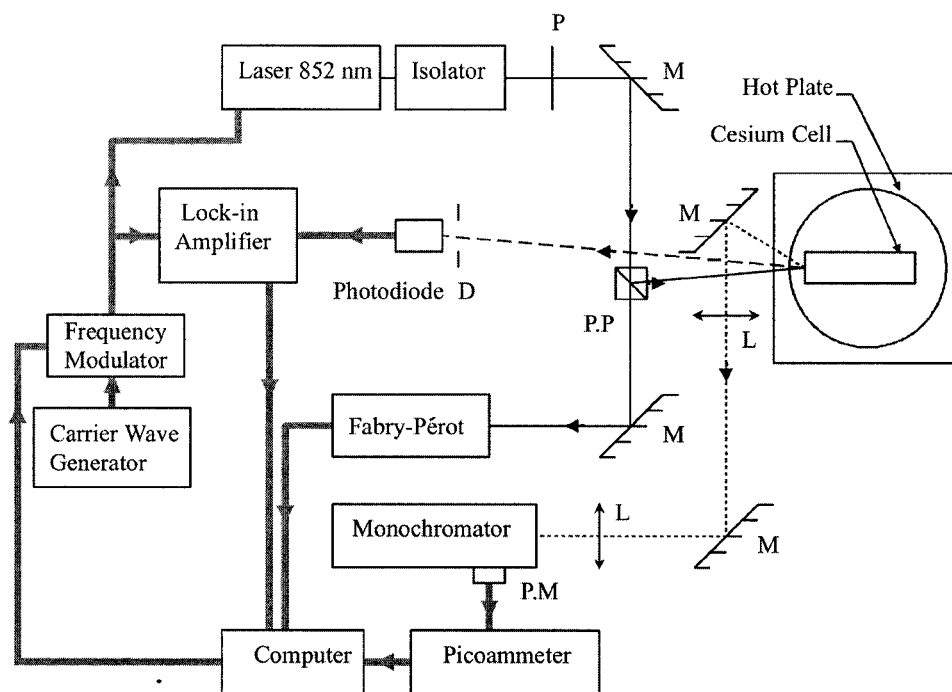 P
Laser 852 nm
Isolator
M
Hot Plate
Cesium Cell
Lock-in
Amplifier
M
Photodiode D
P.P
L
Frequency
Modulator
Carrier Wave
Generator
Fabry-Pérot
M
Monochromator
L
M
P.M
Computer
Picoammeter